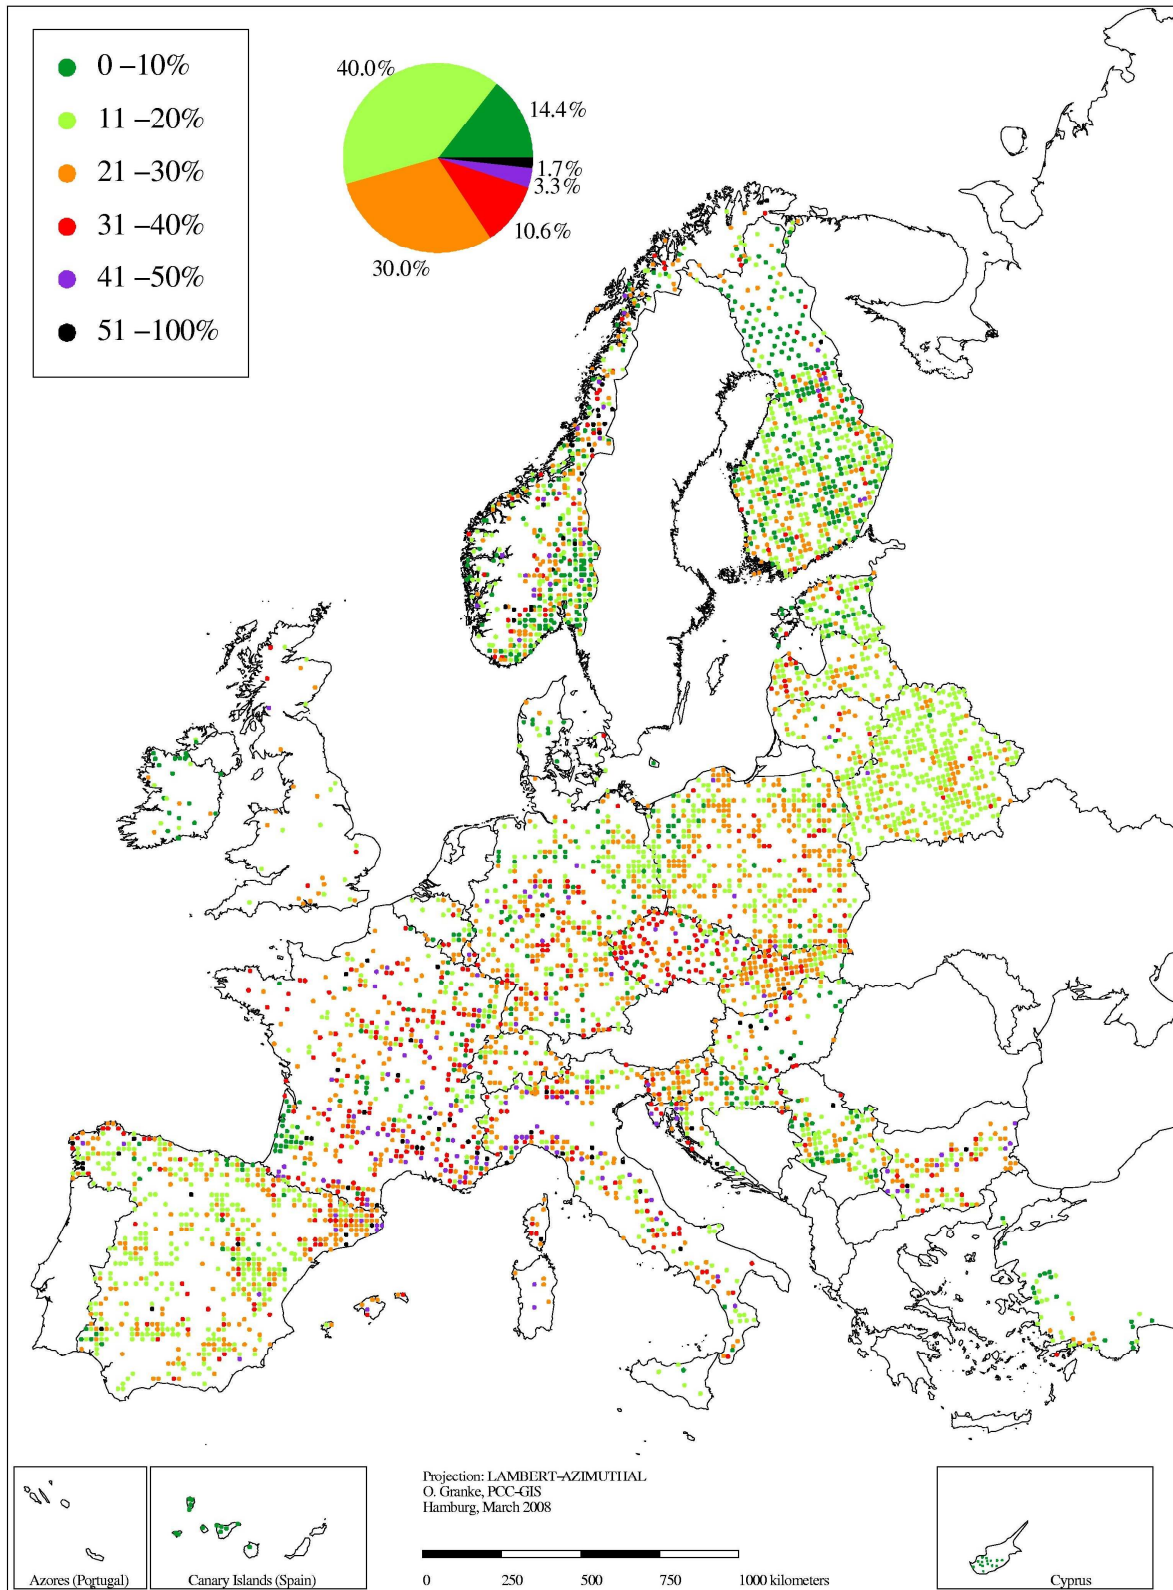 0 –10%
11 –20%
21 –30%
31 –40%
41 –50%
51 –100%
40.0%
14.4%
1.7%
3.3%
10.6%
30.0%
Projection: LAMBERT–AZIMUTHAL
O. Granke, PCC–GIS
Hamburg, March 2008
0 250 500 750 1000 kilometers
Azores (Portugal)
Canary Islands (Spain)
Cyprus